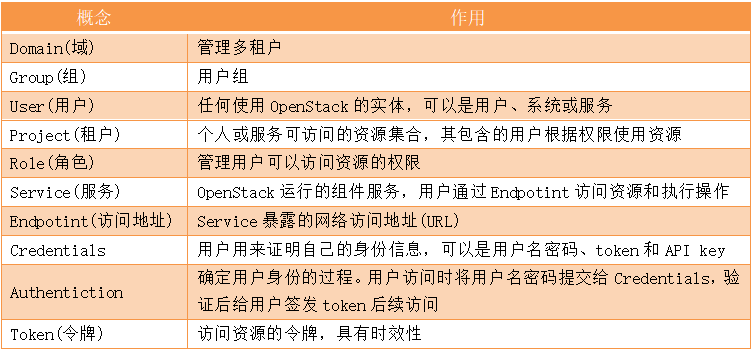 概念 作用
Domain(域) 管理多租户
Group(组) 用户组
User(用户) 任何使用 OpenStack 的实体，可以是用户、系统或服务
Project(租户) 个人或服务可访问的资源集合，其包含的用户根据权限使用资源
Role(角色) 管理用户可以访问资源的权限
Service(服务) OpenStack 运行的组件服务，用户通过 Endpotint 访问资源和执行操作
Endpotint(访问地址) Service 暴露的网络访问地址(URL)
Credentials 用户用来证明自己的身份信息，可以是用户名密码、token 和 API key
Authentiction 确定用户身份的过程。用户访问时将用户名密码提交给 Credentials，验
证后给用户签发 token 后续访问
Token(令牌) 访问资源的令牌，具有时效性